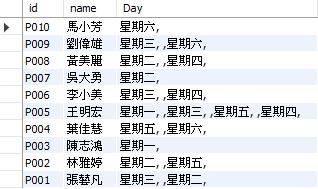 id name Day
P010 馬小芳 星期六,
P009 劉偉雄 星期三, ,星期六,
P008 黃美麗 星期二, ,星期四,
P007 吳大勇 星期二,
P006 李小美 星期三, ,星期四,
P005 王明宏 星期一, ,星期三, ,星期五, ,星期四,
P004 葉佳慧 星期五, ,星期六,
P003 陳志鴻 星期一,
P002 林雅婷 星期二, ,星期五,
P001 張藝凡 星期三, ,星期二,